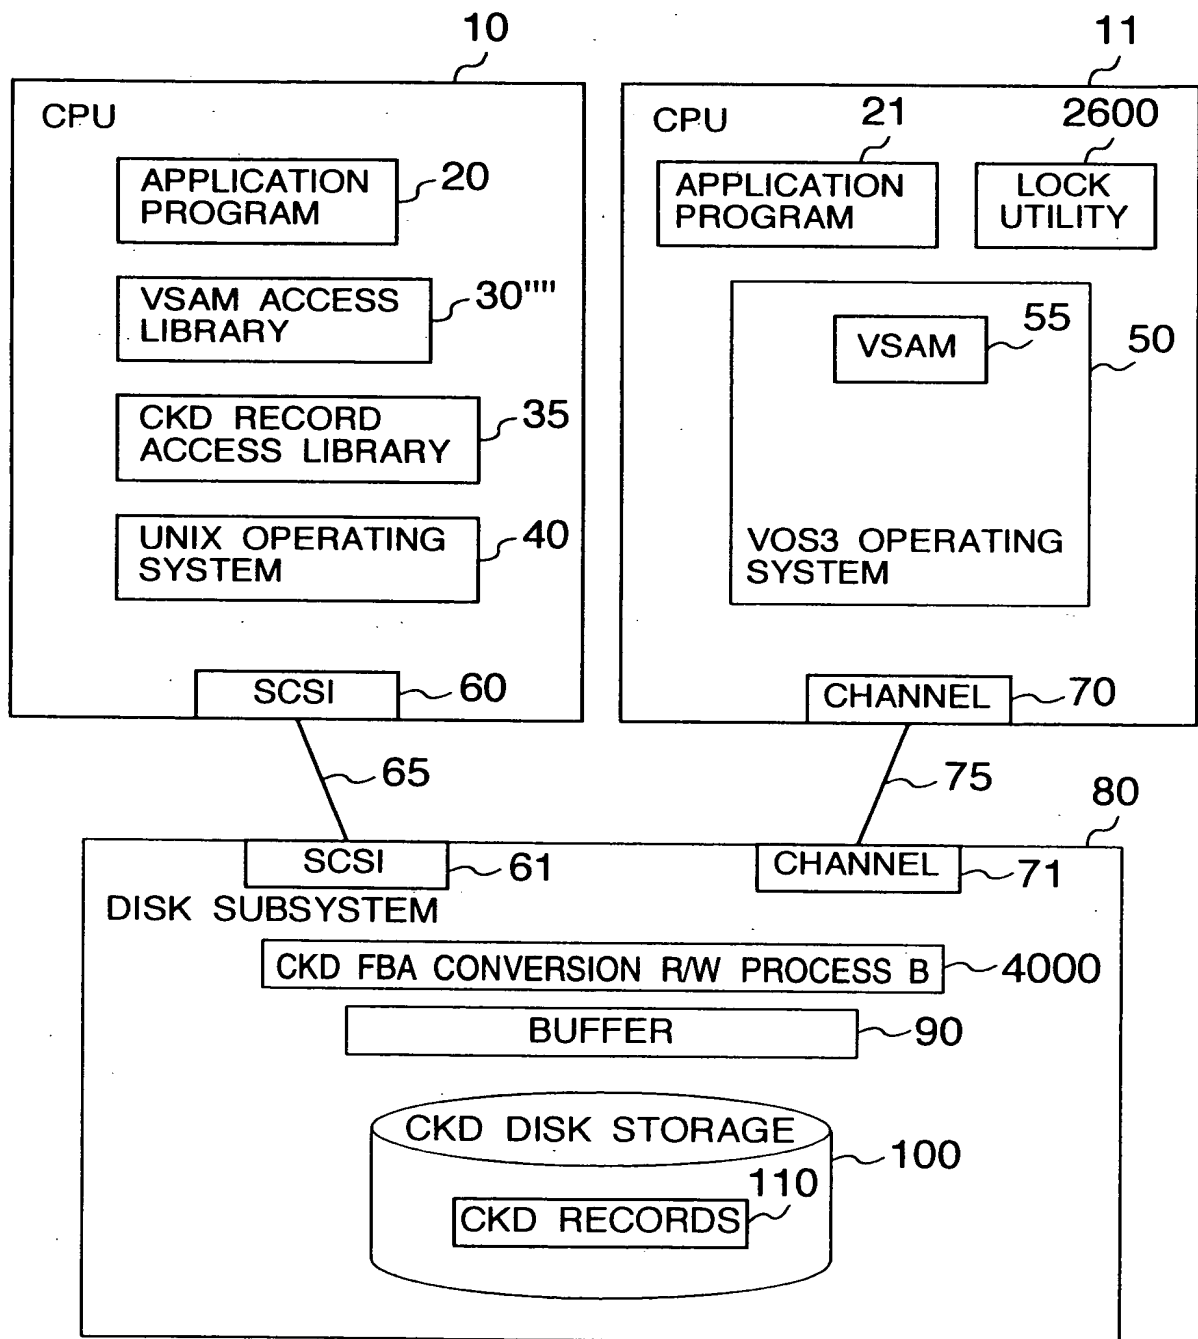 10
CPU
APPLICATION
PROGRAM
20
VSAM ACCESS
LIBRARY
30''''
CKD RECORD
ACCESS LIBRARY
35
UNIX OPERATING
SYSTEM
40
SCSI
60
65
11
CPU
21
2600
APPLICATION
PROGRAM
LOCK
UTILITY
VSAM
55
50
VOS3 OPERATING
SYSTEM
CHANNEL
70
75
80
SCSI
61
CHANNEL
71
DISK SUBSYSTEM
CKD FBA CONVERSION R/W PROCESS B
4000
BUFFER
90
CKD DISK STORAGE
100
110
CKD RECORDS